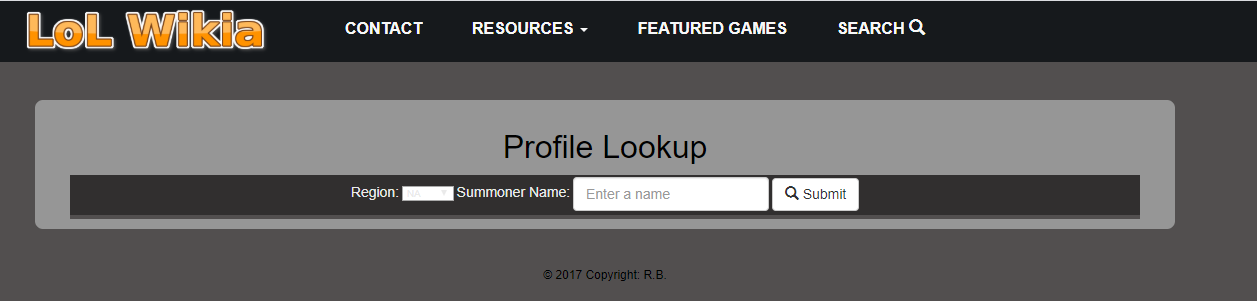 LoL Wikia CONTACT RESOURCES FEATURED GAMES SEARCH
Profile Lookup
Region: NA Summoner Name: Enter a name Submit
© 2017 Copyright: R.B.